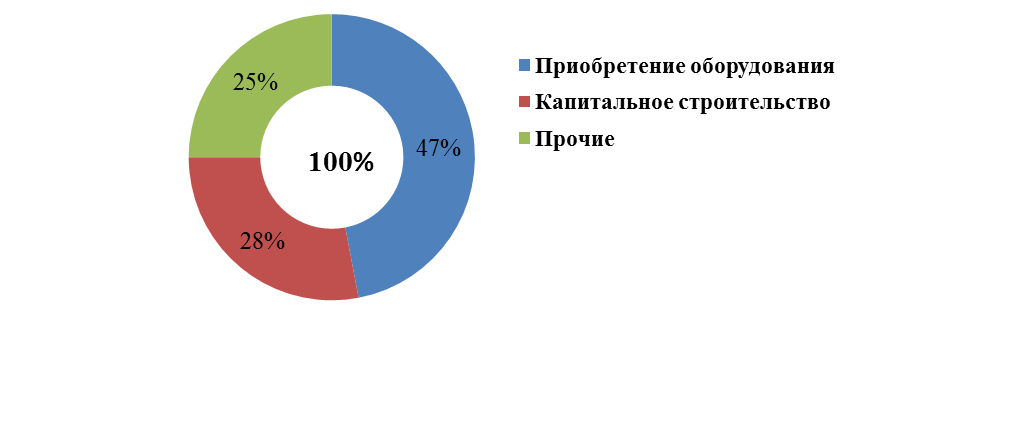 Приобретение оборудования
25%
Капитальное строительство
Прочие
47%
100%
28%